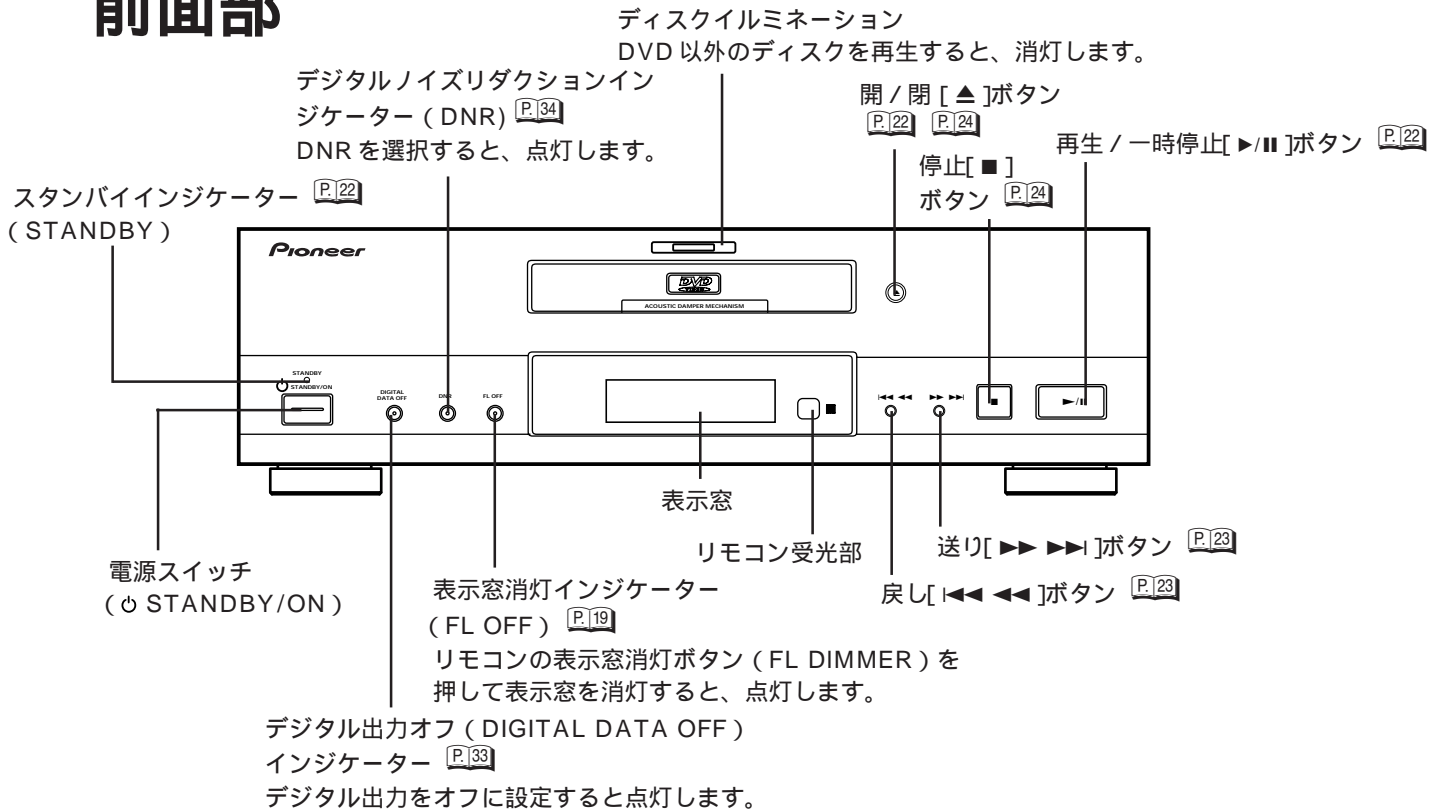 前面部
ディスクイルミネーション
DVD 以外のディスクを再生すると、消灯します。
デジタルノイズリダクションイン
ジケーター ( DNR) P. 34
DNR を選択すると、点灯します。
開 / 閉 [ ▲ ]ボタン
P. 22 P. 24
再生 / 一時停止[ ►/II ]ボタン P. 22
停止[ ■ ]
ボタン P. 24
スタンバイインジケーター P. 22
( STANDBY )
Pioneer
DVD
VIDEO
ACOUSTIC DAMPER MECHANISM
STANDBY
STANDBY/ON
DIGITAL
DATA OFF
DNR
FL OFF
I◄◄ ◄◄
►► ►►I
■
►/II
表示窓
リモコン受光部
送り[ ►► ►►I ]ボタン P. 23
戻し[ I◄◄ ◄◄ ]ボタン P. 23
電源スイッチ
( ⏻ STANDBY/ON )
表示窓消灯インジケーター
( FL OFF ) P. 19
リモコンの表示窓消灯ボタン ( FL DIMMER ) を
押して表示窓を消灯すると、点灯します。
デジタル出力オフ ( DIGITAL DATA OFF )
インジケーター P. 33
デジタル出力をオフに設定すると点灯します。